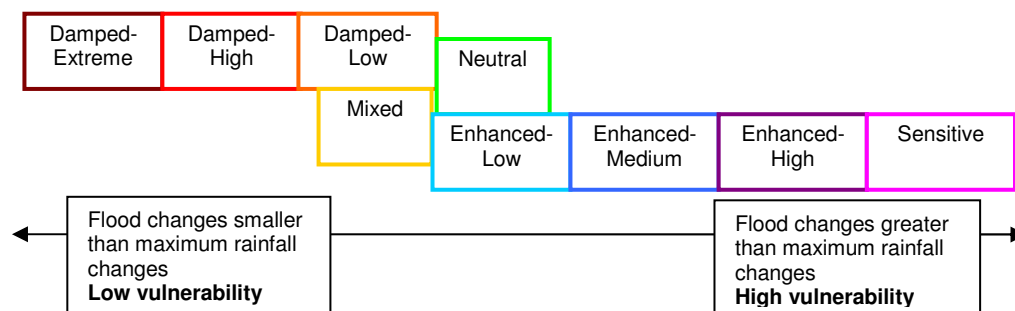 Damped-
Extreme
Damped-
High
Damped-
Low
Neutral
Mixed
Enhanced-
Low
Enhanced-
Medium
Enhanced-
High
Sensitive
Flood changes smaller
than maximum rainfall
changes
Low vulnerability
Flood changes greater
than maximum rainfall
changes
High vulnerability